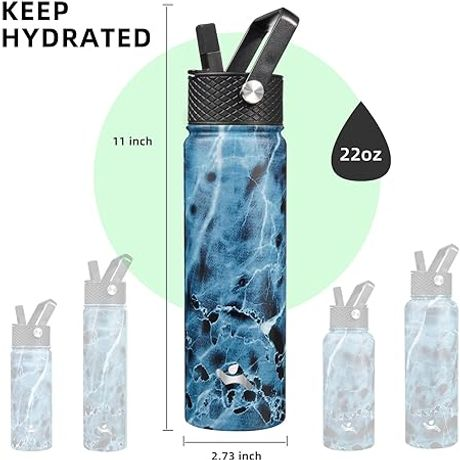 KEEP
HYDRATED
11 inch
22oz
2.73 inch